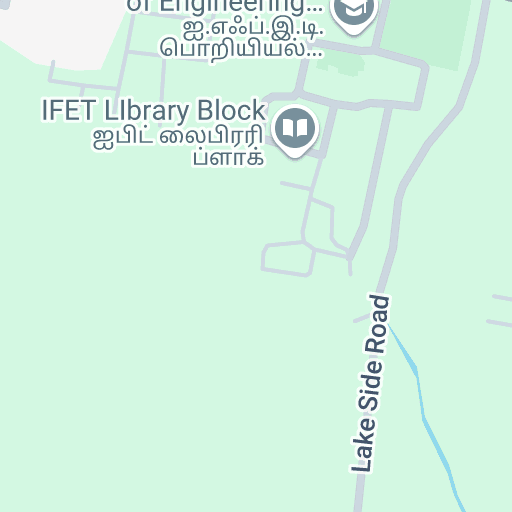 of Engineering...
ஐ.எஃப்.இ.டி.
பொறியியல்...
IFET LIbrary Block
ஐபிட் லைபிரரி
ப்ளாக்
Lake Side Road